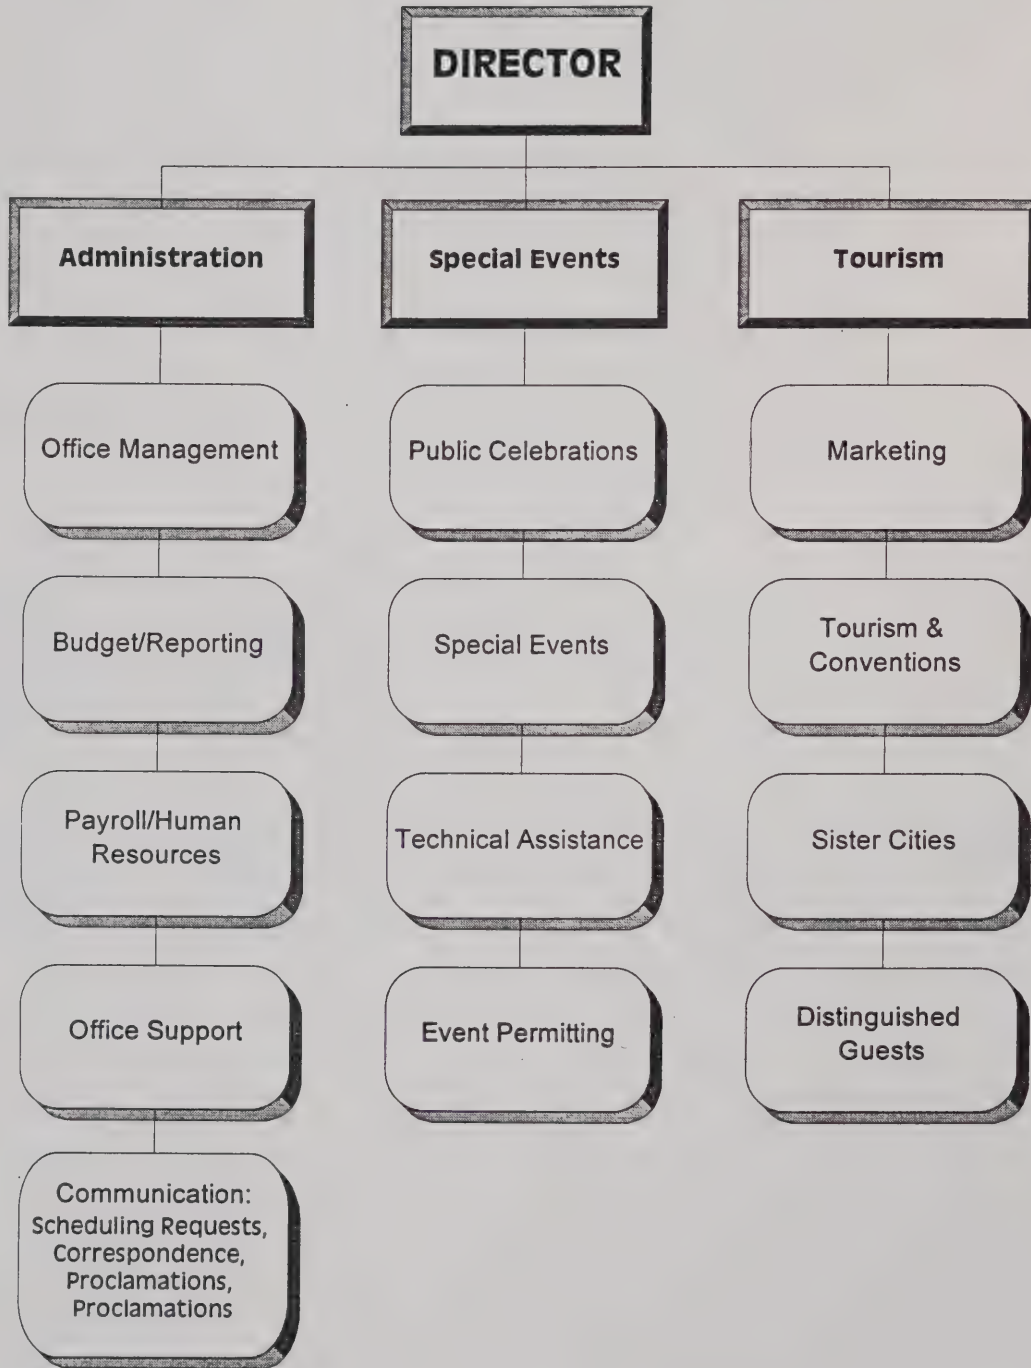 DIRECTOR
Administration
Special Events
Tourism
Office Management
Public Celebrations
Marketing
Budget/Reporting
Special Events
Tourism &
Conventions
Payroll/Human
Resources
Technical Assistance
Sister Cities
Office Support
Event Permitting
Distinguished
Guests
Communication:
Scheduling Requests,
Correspondence,
Proclamations,
Proclamations